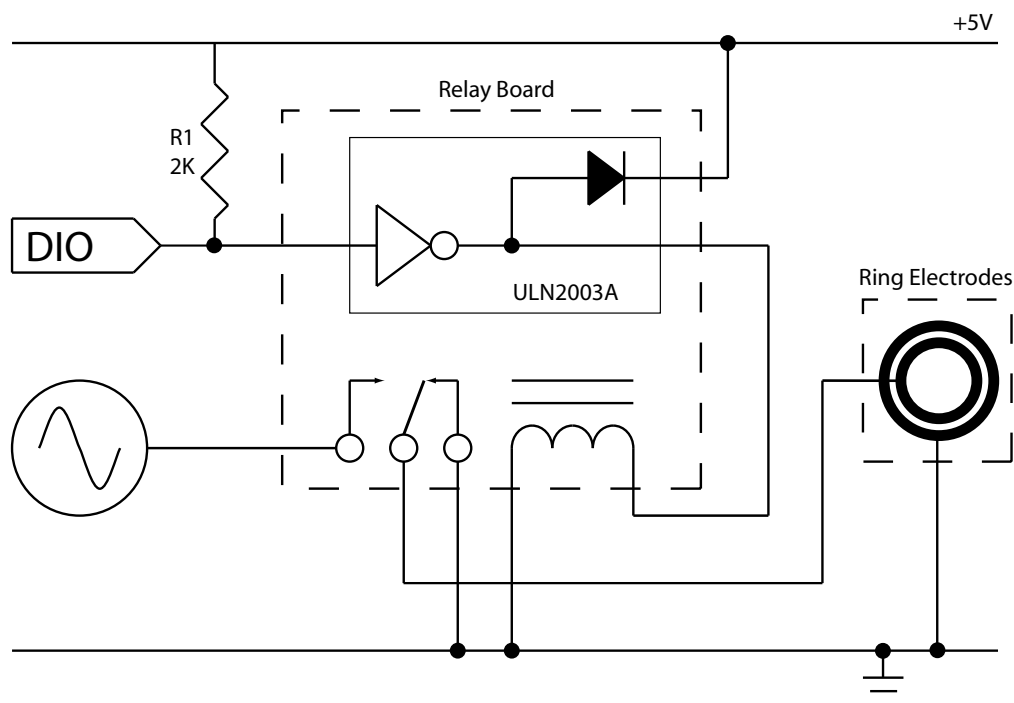 +5V
Relay Board
R1
2K
DIO
ULN2003A
Ring Electrodes